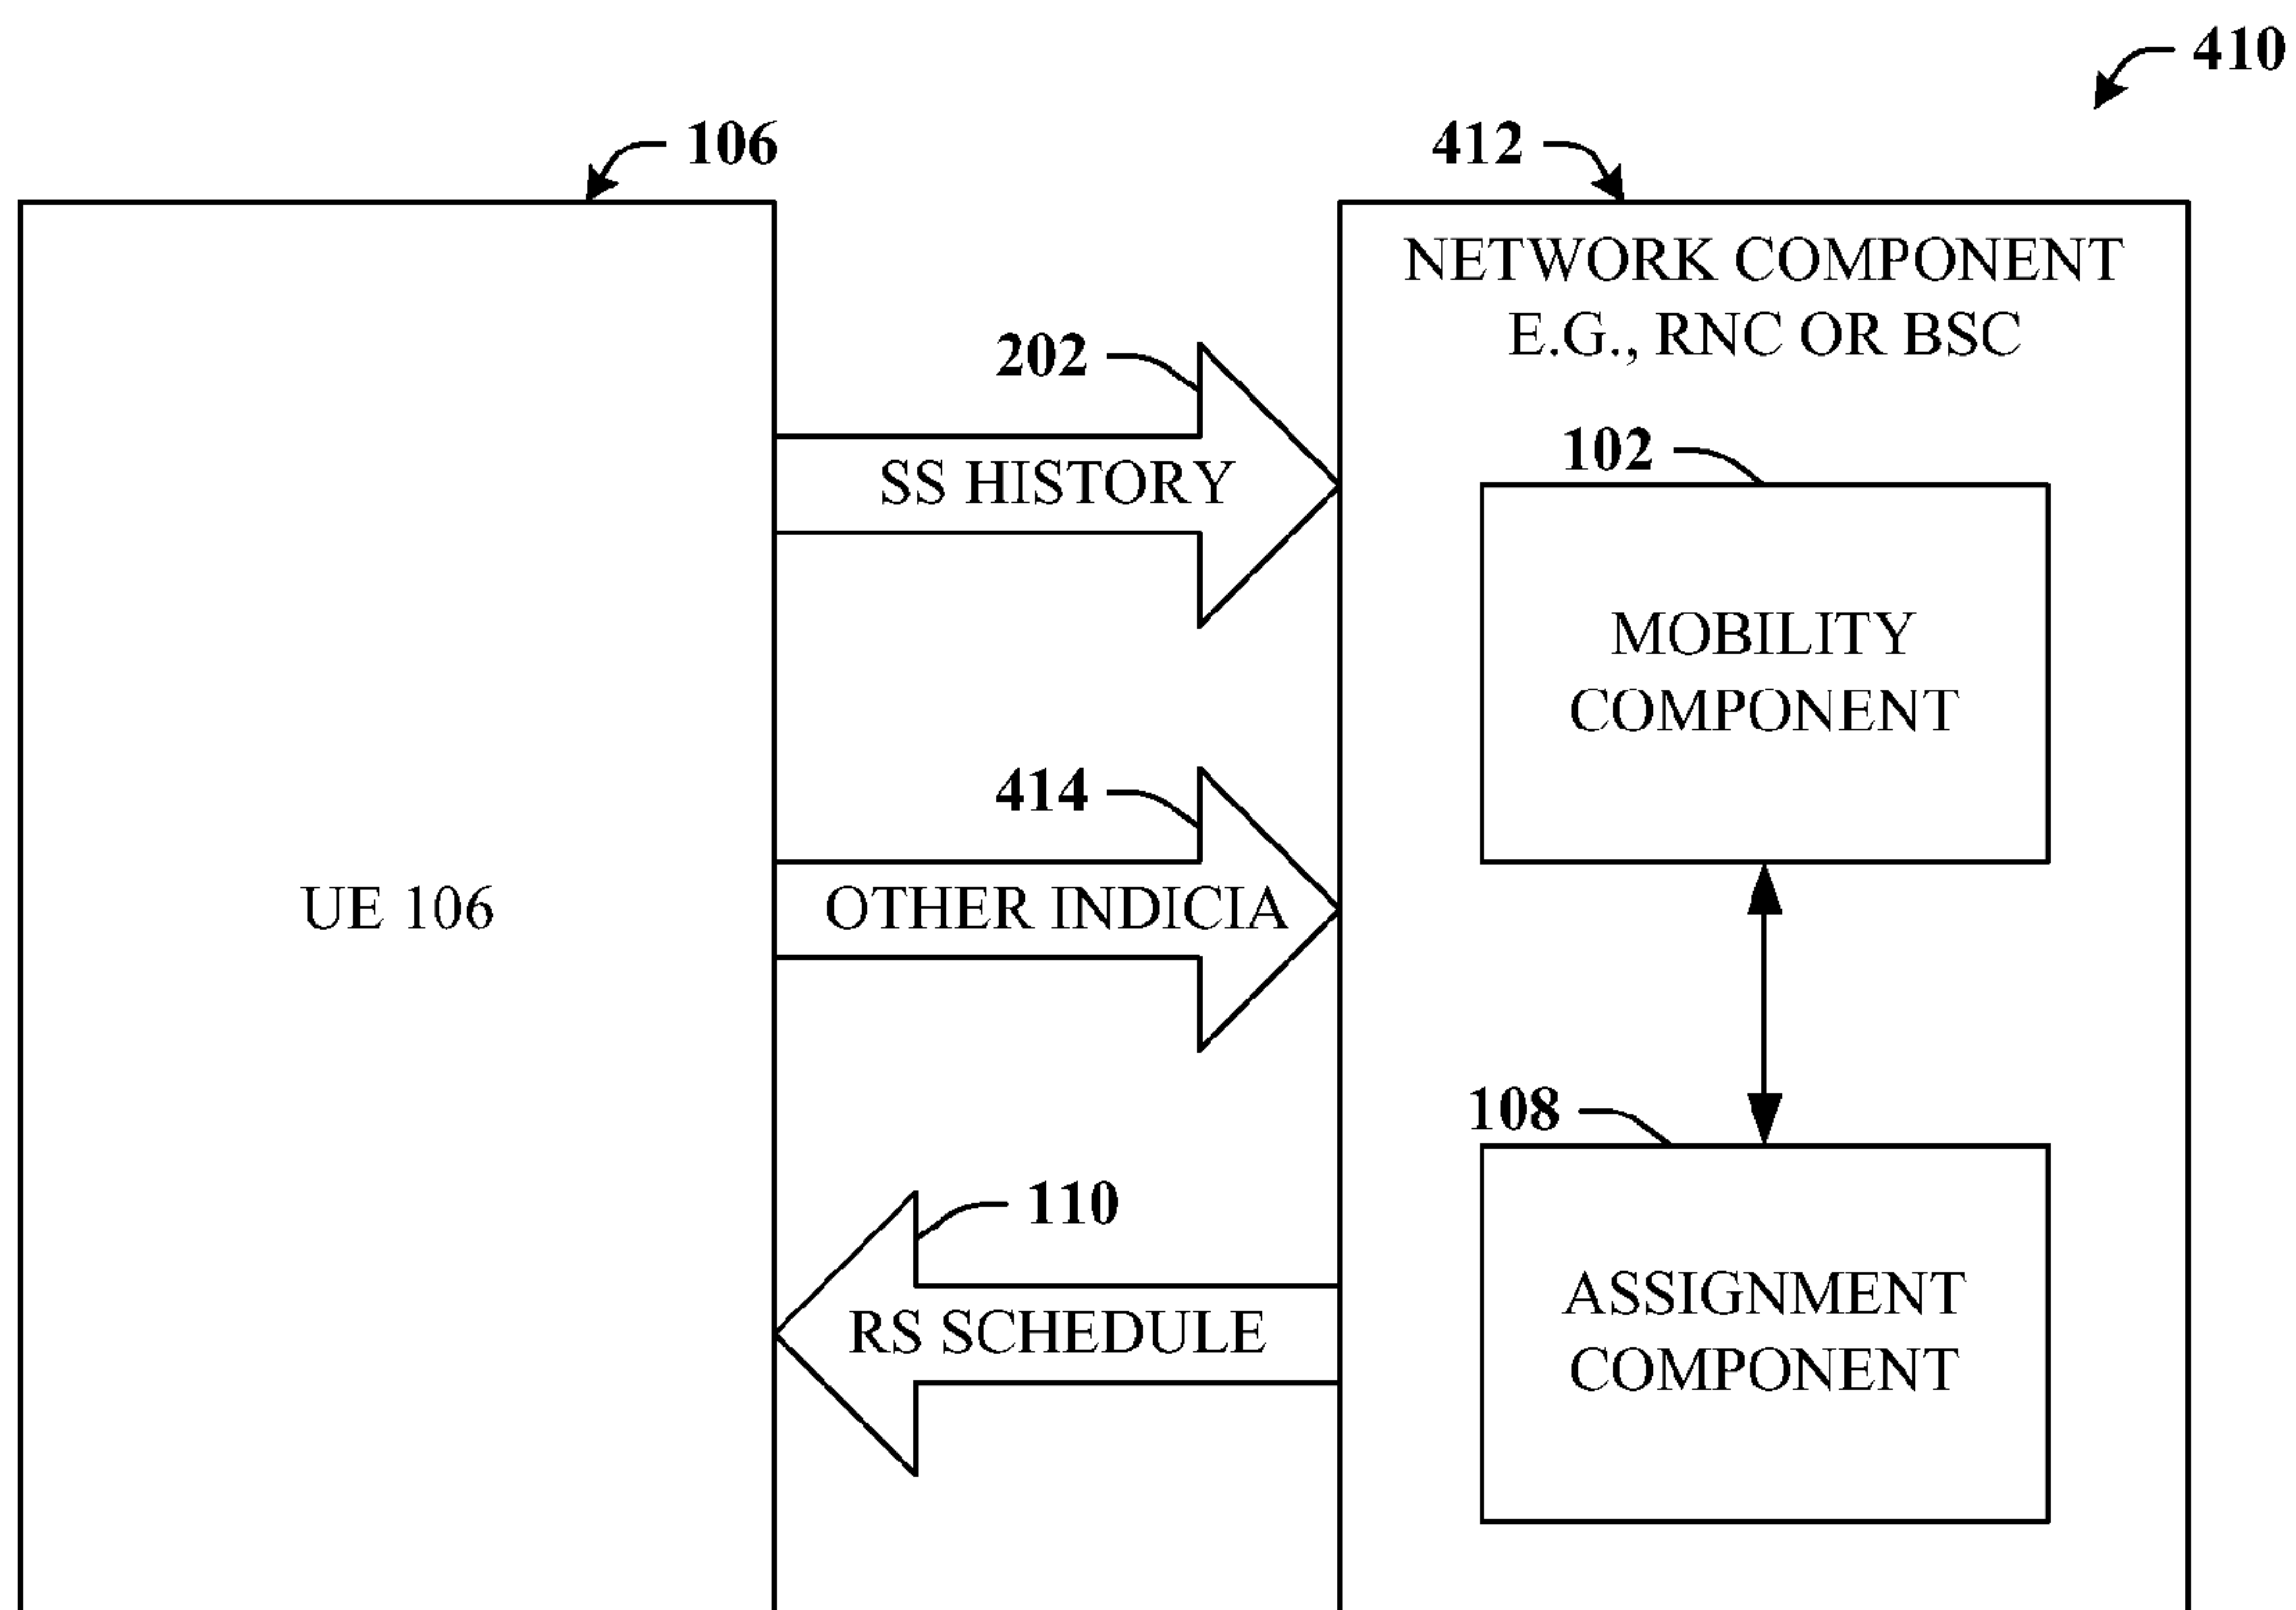 410
106
412
NETWORK COMPONENT
E.G., RNC OR BSC
202
SS HISTORY
102
MOBILITY
COMPONENT
414
OTHER INDICIA
UE 106
108
110
RS SCHEDULE
ASSIGNMENT
COMPONENT